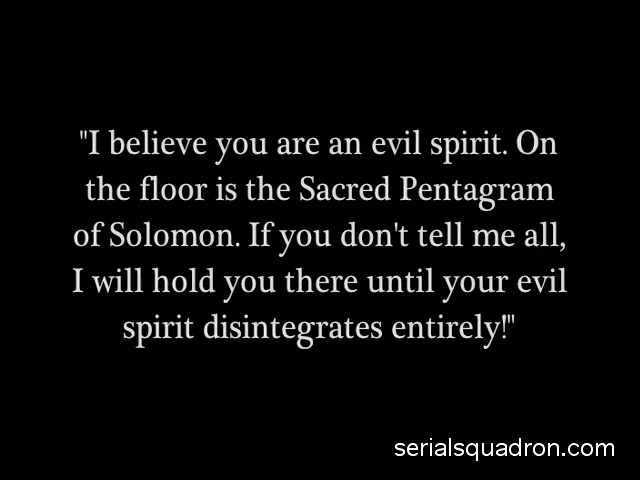 "I believe you are an evil spirit. On
the floor is the Sacred Pentagram
of Solomon. If you don't tell me all,
I will hold you there until your evil
spirit disintegrates entirely!"
serialsquadron.com